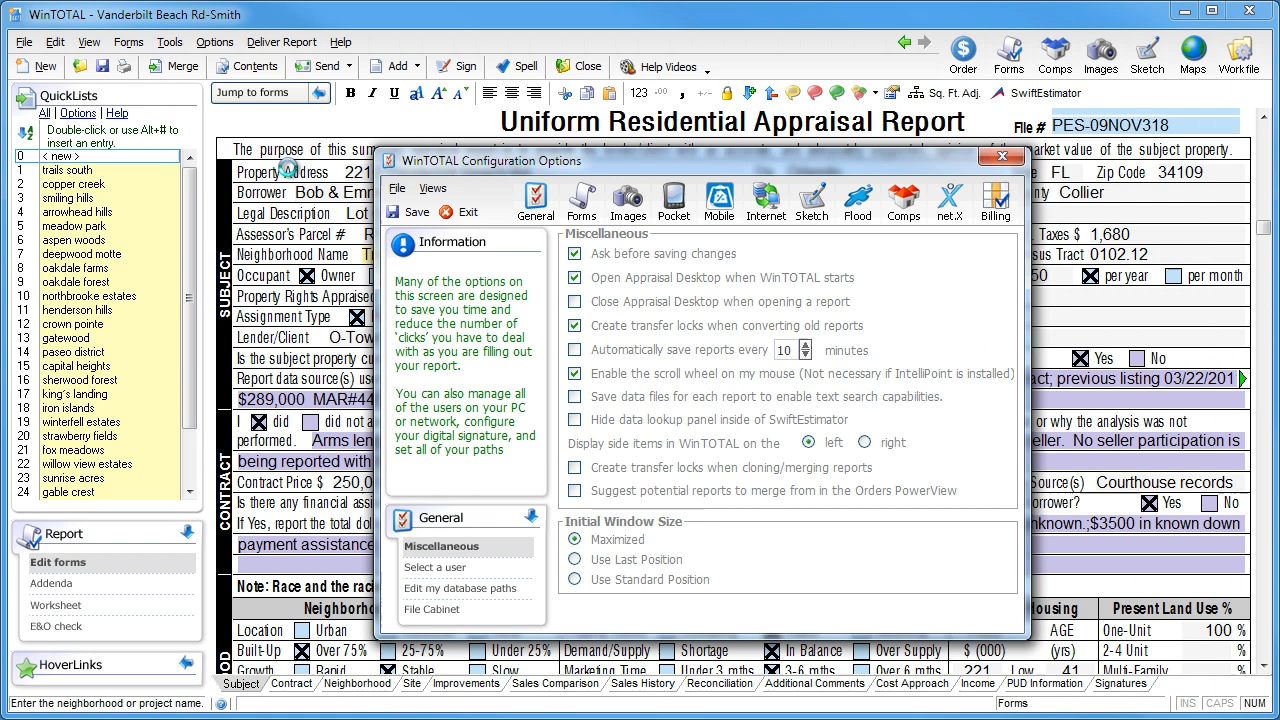 WinTOTAL - Vanderbilt Beach Rd-Smith
File Edit View Forms Tools Options Deliver Report Help
Order Forms Comps Images Sketch Maps Workfile
New Merge Contents Send Add Sign Spell Close Help Videos
QuickLists
All | Options | Help
Double-click or use Alt+# to
insert an entry.
0 < new >
1 trails south
2 copper creek
3 smiling hills
4 arrowhead hills
5 meadow park
6 aspen woods
7 deepwood motte
8 oakdale farms
9 oakdale forest
10 northbrooke estates
11 henderson hills
12 crown pointe
13 gatewood
14 paseo district
15 capital heights
16 sherwood forest
17 king's landing
18 iron islands
19 winterfell estates
20 strawberry fields
21 fox meadows
22 willow view estates
23 sunrise acres
24 gable crest
Report
Edit forms
Addenda
Worksheet
E&O check
HoverLinks
Jump to forms B I U 123 Sq. Ft. Adj. SwiftEstimator
Uniform Residential Appraisal Report File # PES-09NOV318
The purpose of this sum
market value of the subject property.
Property Address 221
FL Zip Code 34109
Borrower Bob & Emm
Collier
Legal Description Lot
Assessor's Parcel # R
Taxes $ 1,680
Neighborhood Name
Tract 0102.12
Occupant Owner
per year per month
Property Rights Appraised
Assignment Type
Lender/Client O-Tow
Is the subject property cu
Yes No
Report data source(s) us
act; previous listing 03/22/201
$289,000 MAR#44
I did did not a
or why the analysis was not
performed. Arms len
seller. No seller participation is
being reported with
Contract Price $ 250,0
Source(s) Courthouse records
Is there any financial assi
Yes No
If Yes, report the total dol
unknown.;$3500 in known down
payment assistance
Note: Race and the raci
Housing Present Land Use %
Location Urban
AGE One-Unit 100 %
Built-Up Over 75% 25-75% Under 25% Demand/Supply Shortage In Balance Over Supply $ (000) (yrs) 2-4 Unit %
Growth Rapid Stable Slow Marketing Time Under 3 mths 3-6 mths Over 6 mths 221 Low 41 Multi-Family %
SUBJECT
CONTRACT
WinTOTAL Configuration Options
File Views
Save Exit
General Forms Images Pocket Mobile Internet Sketch Flood Comps net.X Billing
Information
Many of the options on
this screen are designed
to save you time and
reduce the number of
'clicks' you have to deal
with as you are filling out
your report.
You can also manage all
of the users on your PC
or network, configure
your digital signature, and
set all of your paths
General
Miscellaneous
Select a user
Edit my database paths
File Cabinet
Miscellaneous
Ask before saving changes
Open Appraisal Desktop when WinTOTAL starts
Close Appraisal Desktop when opening a report
Create transfer locks when converting old reports
Automatically save reports every 10 minutes
Enable the scroll wheel on my mouse (Not necessary if IntelliPoint is installed)
Save data files for each report to enable text search capabilities.
Hide data lookup panel inside of SwiftEstimator
Display side items in WinTOTAL on the left right
Create transfer locks when cloning/merging reports
Suggest potential reports to merge from in the Orders PowerView
Initial Window Size
Maximized
Use Last Position
Use Standard Position
Subject Contract Neighborhood Site Improvements Sales Comparison Sales History Reconciliation Additional Comments Cost Approach Income PUD Information Signatures
Enter the neighborhood or project name. Forms INS CAPS NUM